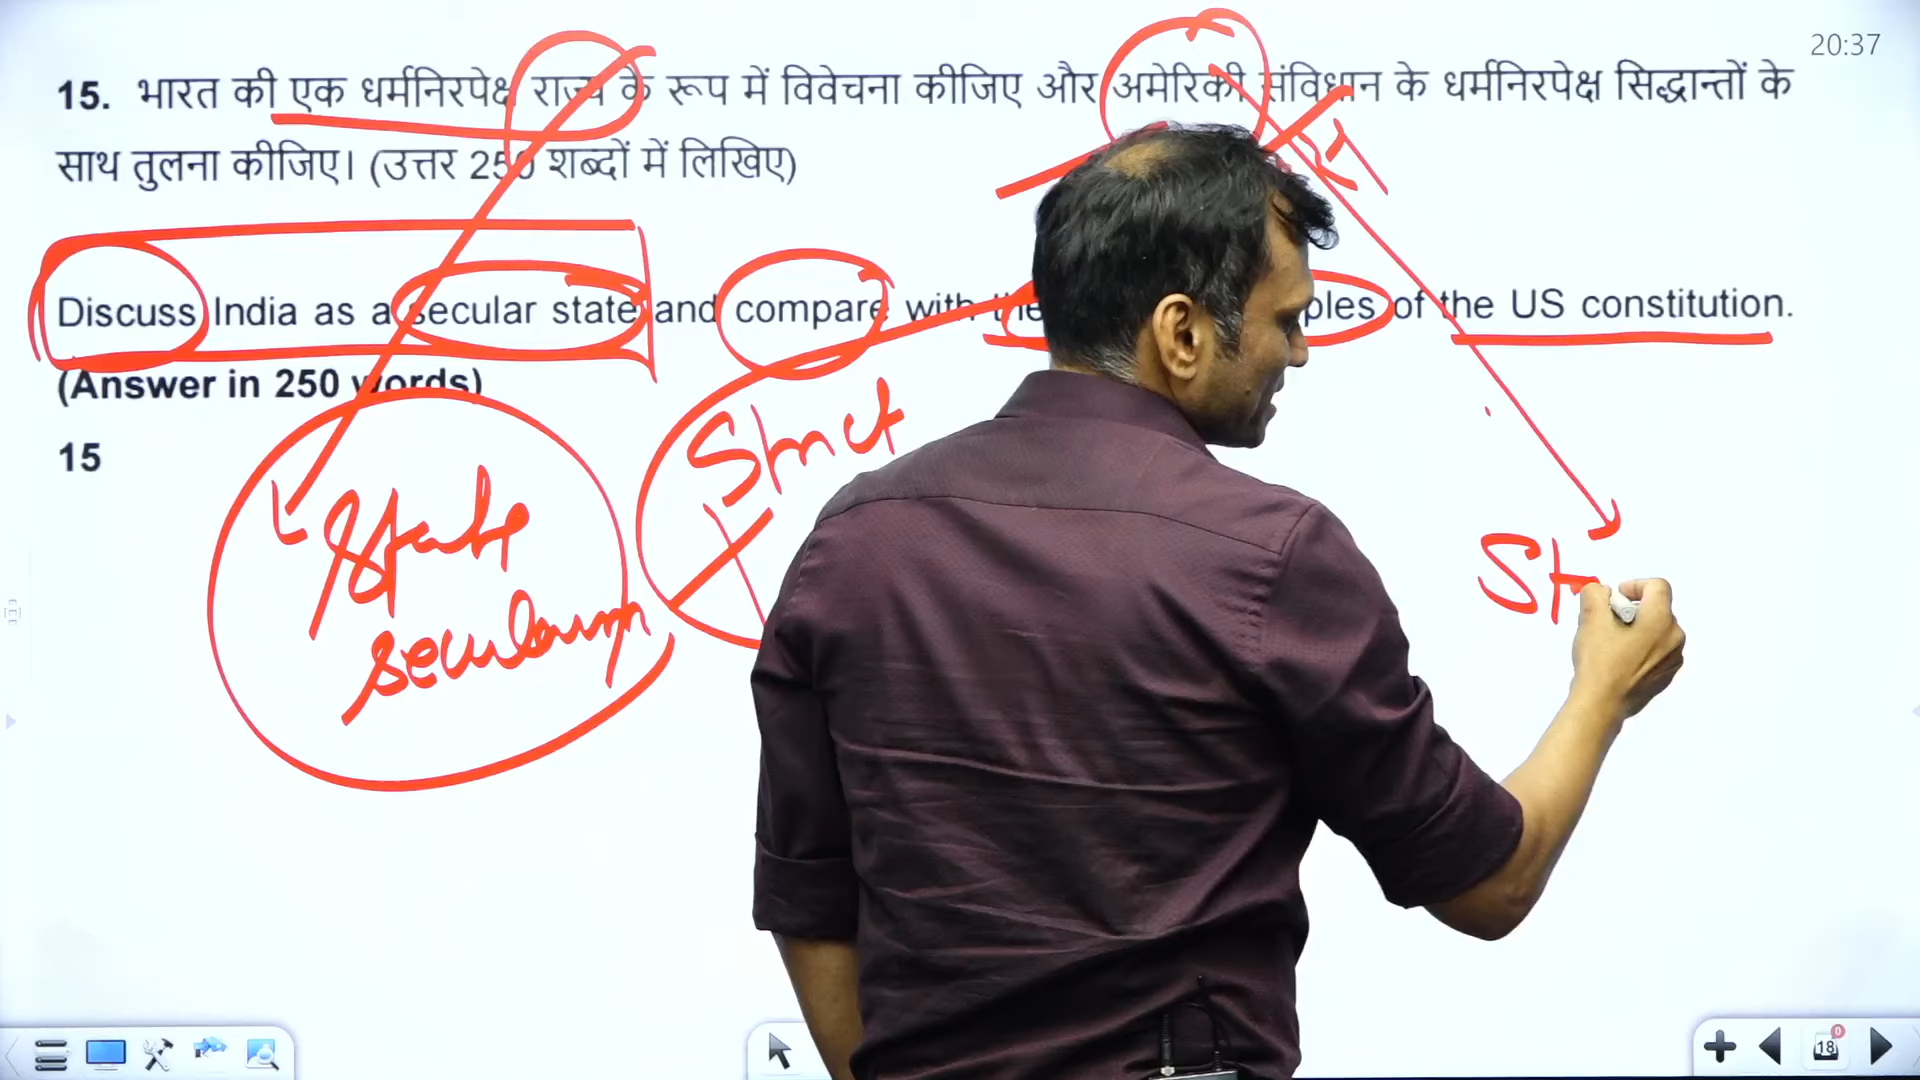 20:37
15. भारत की एक धर्मनिरपेक्ष राज्य के रूप में विवेचना कीजिए और अमेरिकी संविधान के धर्मनिरपेक्ष सिद्धान्तों के
साथ तुलना कीजिए। (उत्तर 250 शब्दों में लिखिए)
Discuss India as a secular state and compare with the ples of the US constitution.
(Answer in 250 words)
15
Strict
State
St
18
0